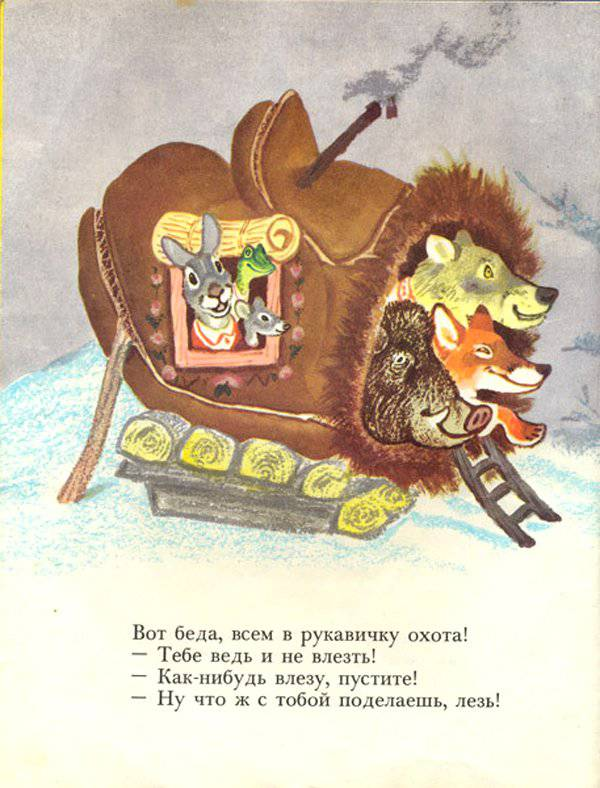 Вот беда, всем в рукавичку охота!
— Тебе ведь и не влезть!
— Как-нибудь влезу, пустите!
— Ну что ж с тобой поделаешь, лезь!